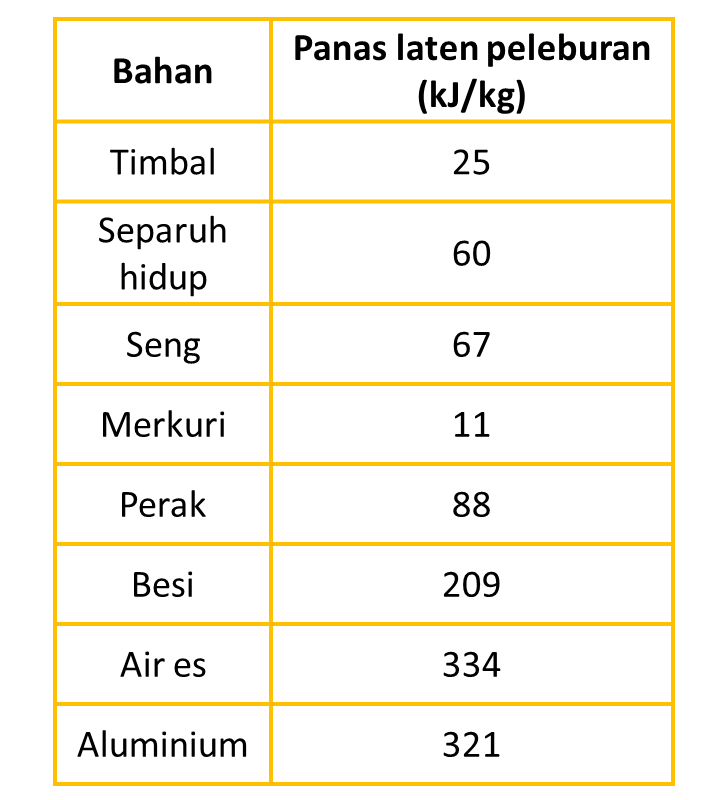 Bahan
Panas laten peleburan
(kJ/kg)
Timbal
25
Separuh
hidup
60
Seng
67
Merkuri
11
Perak
88
Besi
209
Air es
334
Aluminium
321